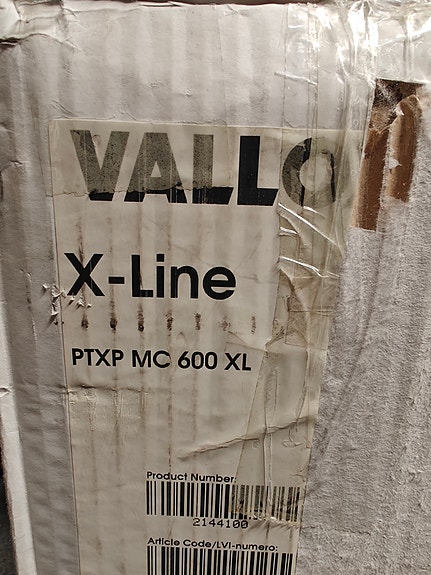 VALLO
X-Line
PTXP MC 600 XL
Product Number:
2144100
Article Code/LVI-numero: